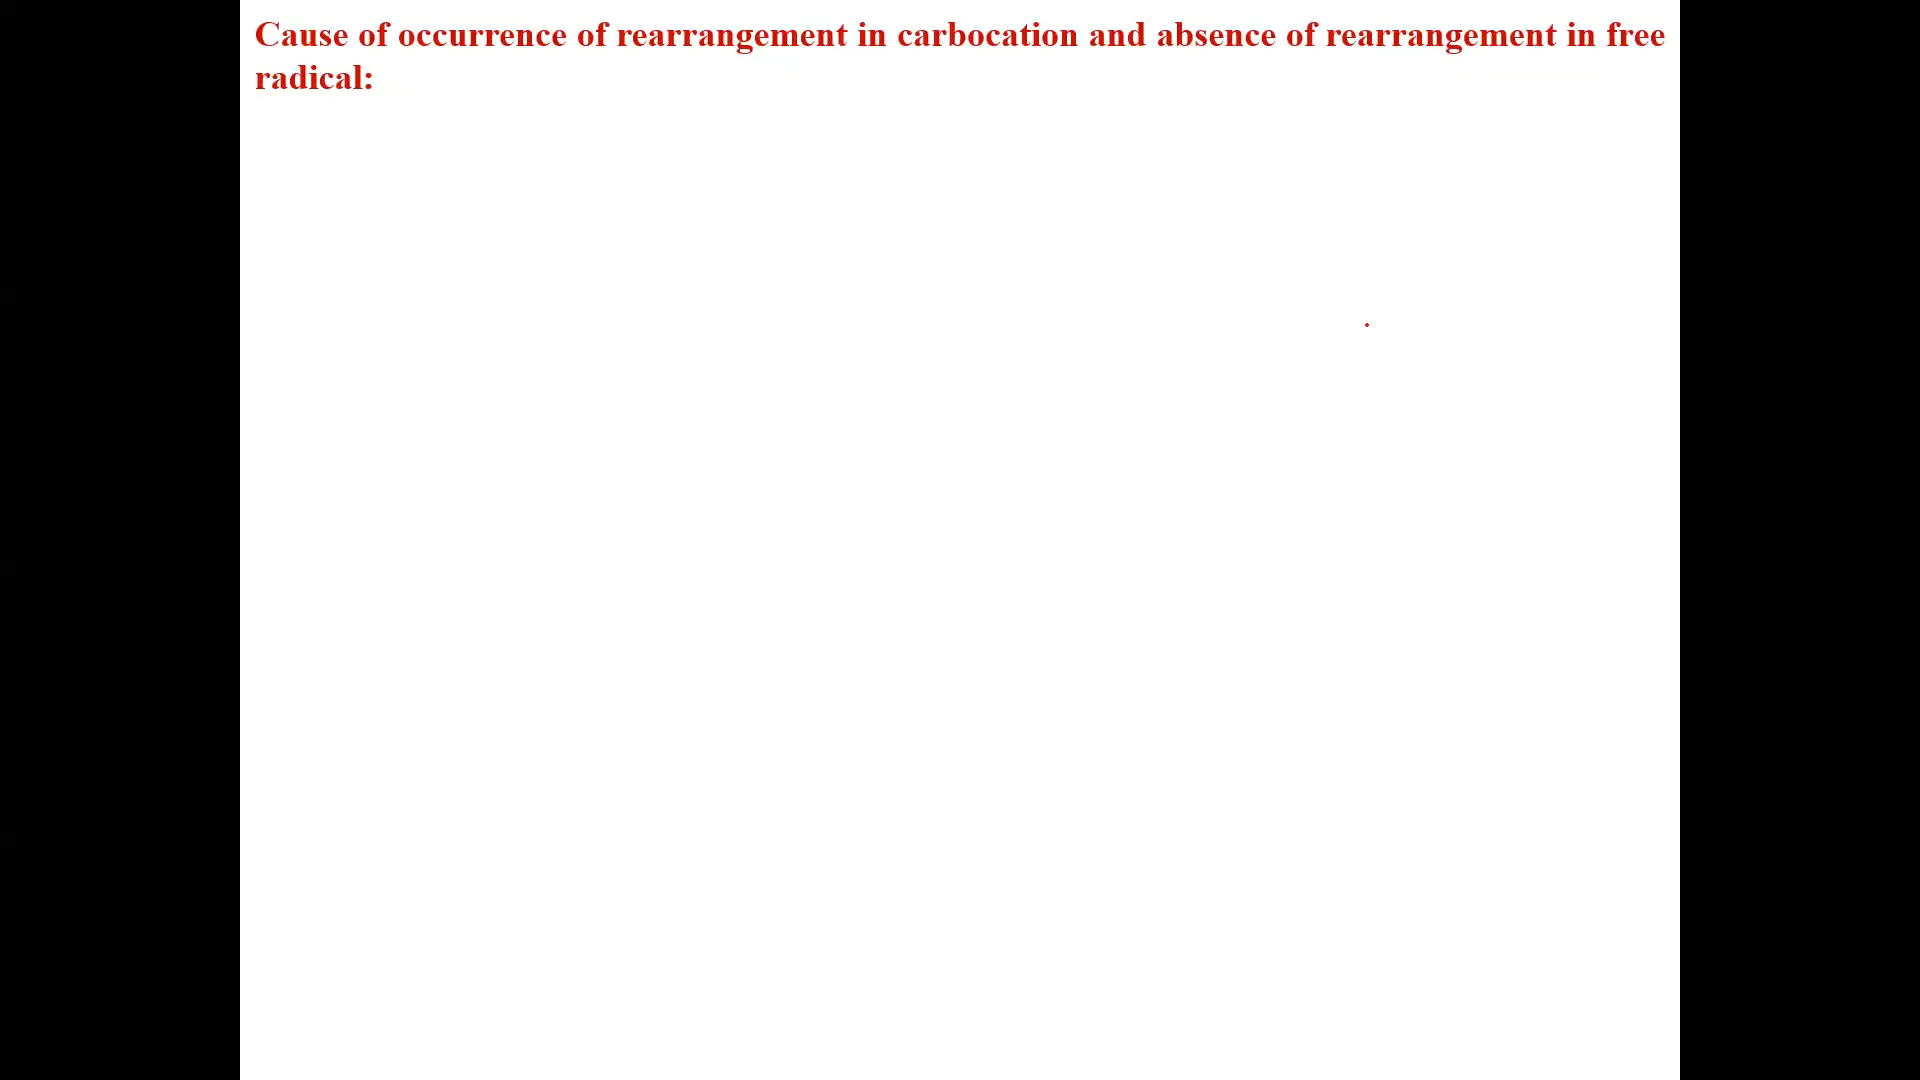 Cause of occurrence of rearrangement in carbocation and absence of rearrangement in free
radical: